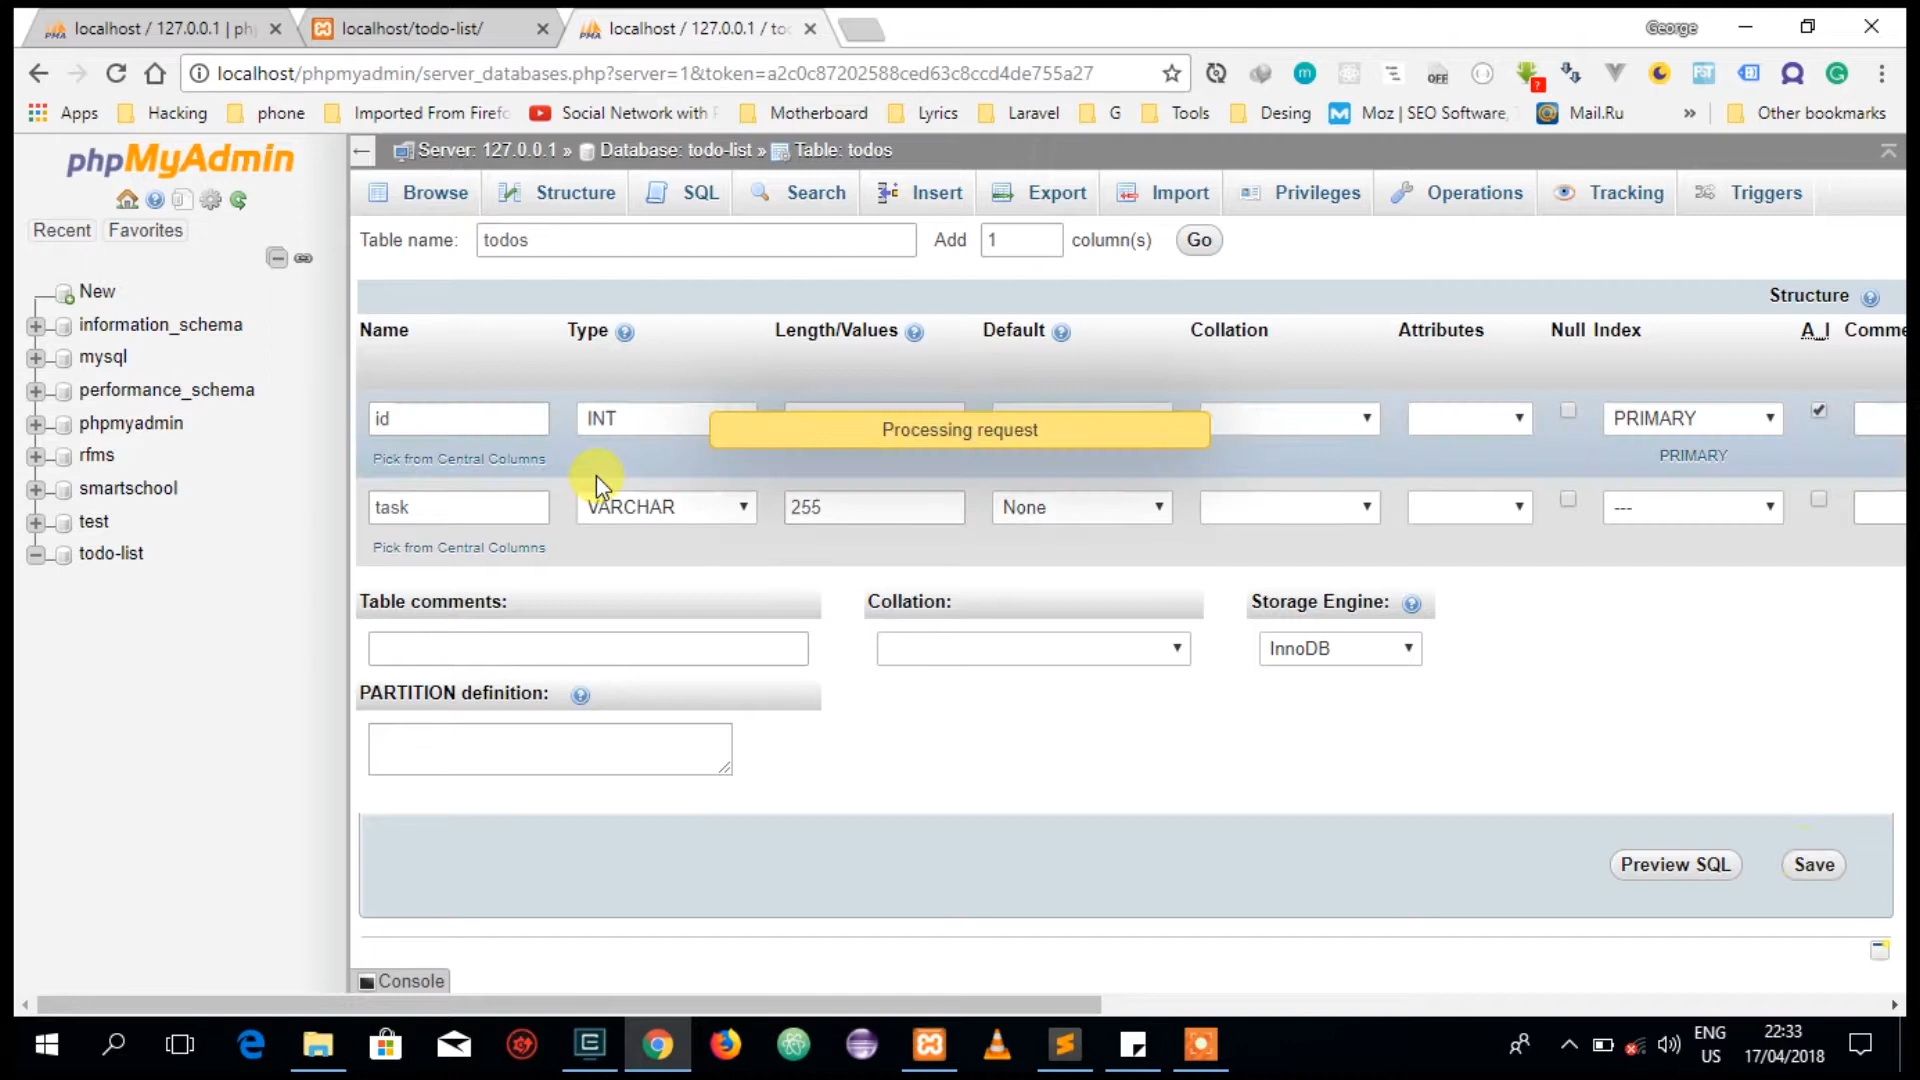 localhost / 127.0.0.1 | ph
localhost/todo-list/
localhost / 127.0.0.1 / to
George
localhost/phpmyadmin/server_databases.php?server=1&token=a2c0c87202588ced63c8ccd4de755a27
Apps
Hacking
phone
Imported From Firefo
Social Network with
Motherboard
Lyrics
Laravel
G
Tools
Desing
Moz | SEO Software,
Mail.Ru
»
Other bookmarks
phpMyAdmin
Recent
Favorites
New
information_schema
mysql
performance_schema
phpmyadmin
rfms
smartschool
test
todo-list
Server: 127.0.0.1 » Database: todo-list » Table: todos
Browse
Structure
SQL
Search
Insert
Export
Import
Privileges
Operations
Tracking
Triggers
Table name: todos Add 1 column(s) Go
Structure
Name Type Length/Values Default Collation Attributes Null Index A_I Comme
id INT PRIMARY
Processing request
Pick from Central Columns PRIMARY
task VARCHAR 255 None ---
Pick from Central Columns
Table comments: Collation: Storage Engine:
InnoDB
PARTITION definition:
Preview SQL Save
Console
ENG
US
22:33
17/04/2018